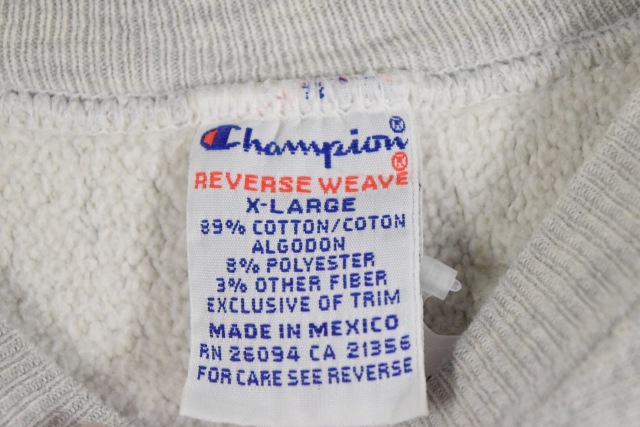 Champion®
REVERSE WEAVE®
X-LARGE
89% COTTON/COTON
ALGODON
8% POLYESTER
3% OTHER FIBER
EXCLUSIVE OF TRIM
MADE IN MEXICO
RN 26094 CA 21356
FOR CARE SEE REVERSE